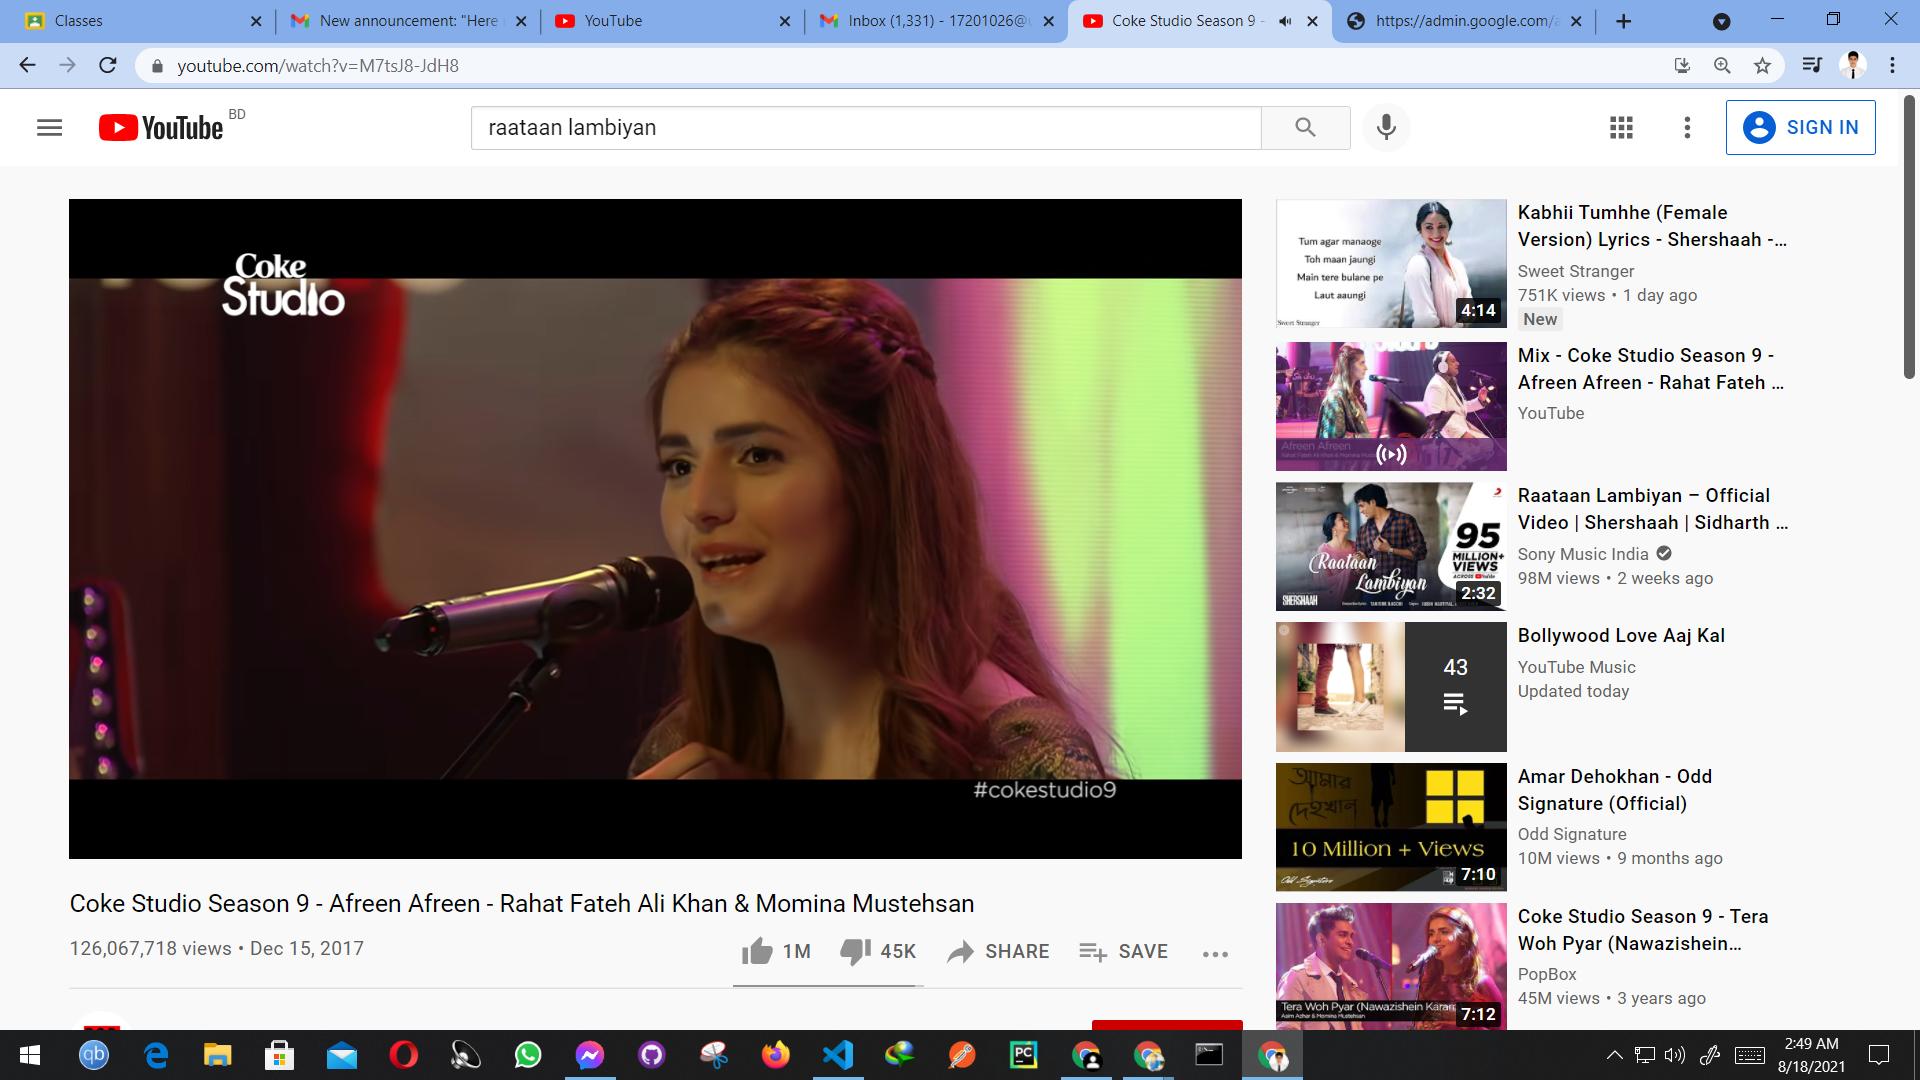 Classes
New announcement: "Here
YouTube
Inbox (1,331) - 17201026@
Coke Studio Season 9 -
https://admin.google.com/
youtube.com/watch?v=M7tsJ8-JdH8
YouTube BD
raataan lambiyan
SIGN IN
Coke
Studio
#cokestudio9
Coke Studio Season 9 - Afreen Afreen - Rahat Fateh Ali Khan & Momina Mustehsan
126,067,718 views • Dec 15, 2017
1M
45K
SHARE
SAVE
Tum agar manaoge
Toh maan jaungi
Main tere bulane pe
Laut aaungi
Sweet Stranger
4:14
Kabhii Tumhhe (Female
Version) Lyrics - Shershaah -...
Sweet Stranger
751K views • 1 day ago
New
Afreen Afreen
Mix - Coke Studio Season 9 -
Afreen Afreen - Rahat Fateh ...
YouTube
Raataan
Lambiyan
SHERSHAAH
95
MILLION+
VIEWS
2:32
Raataan Lambiyan – Official
Video | Shershaah | Sidharth ...
Sony Music India
98M views • 2 weeks ago
43
Bollywood Love Aaj Kal
YouTube Music
Updated today
আমার
দেহখান
10 Million + Views
Odd Signature
7:10
Amar Dehokhan - Odd
Signature (Official)
Odd Signature
10M views • 9 months ago
Tera Woh Pyar (Nawazishein Karam
Asim Azhar & Momina Mustehsan
7:12
Coke Studio Season 9 - Tera
Woh Pyar (Nawazishein...
PopBox
45M views • 3 years ago
qb
PC
2:49 AM
8/18/2021